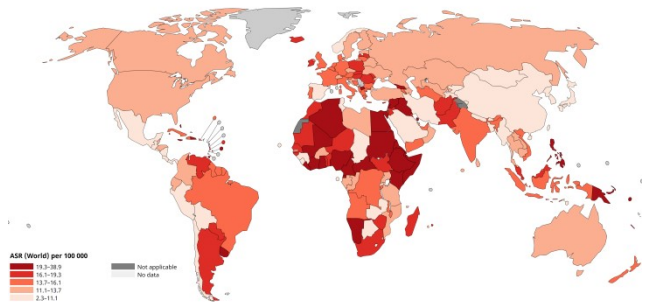 ASR (World) per 100 000
19.3–38.9
16.1–19.3
13.7–16.1
11.1–13.7
2.3–11.1
Not applicable
No data